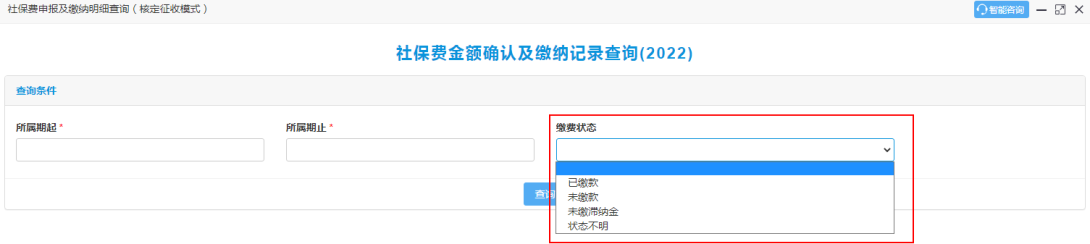 社保费申报及缴纳明细查询（核定征收模式）
智能咨询
社保费金额确认及缴纳记录查询(2022)
查询条件
所属期起 *
所属期止 *
缴费状态
已缴款
未缴款
未缴滞纳金
状态不明
查询